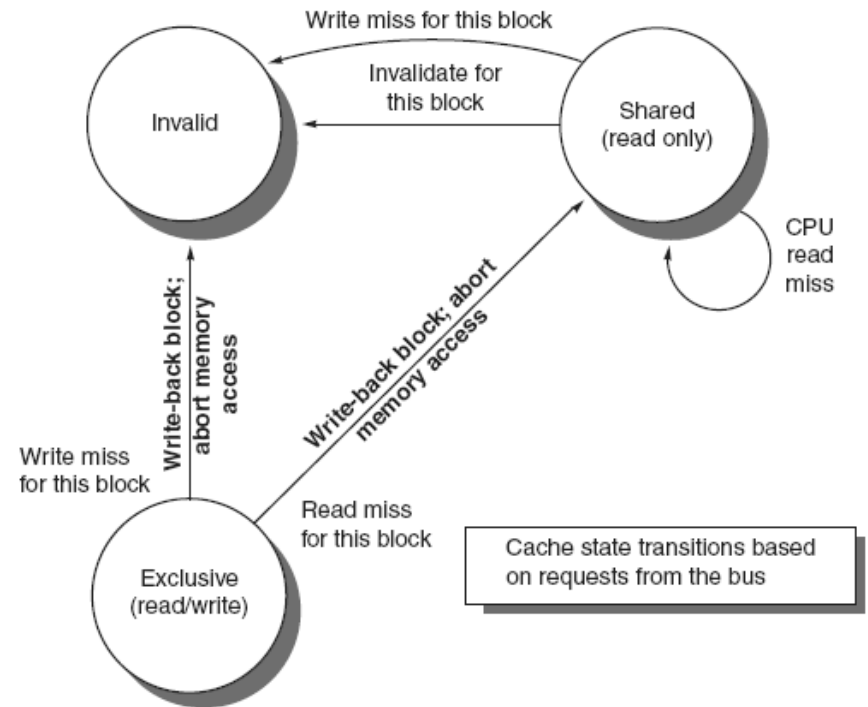 Write miss for this block
Invalidate for
this block
Invalid
Shared
(read only)
CPU
read
miss
Write-back block;
abort memory
access
Write-back block; abort
memory access
Write miss
for this block
Read miss
for this block
Exclusive
(read/write)
Cache state transitions based
on requests from the bus